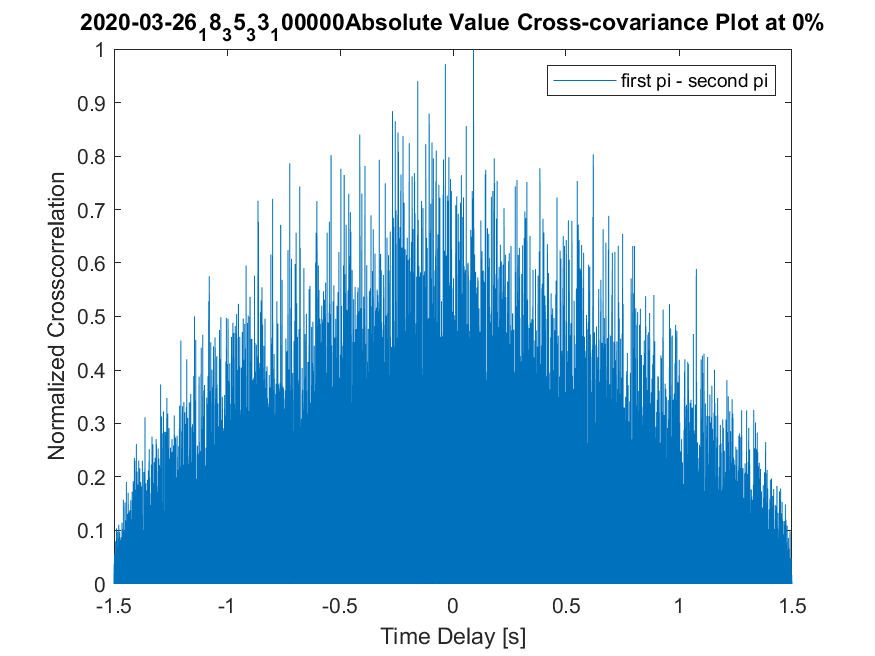 2020-03-26₁8₃5₃3₁00000Absolute Value Cross-covariance Plot at 0%
first pi - second pi
Normalized Crosscorrelation
1
0.9
0.8
0.7
0.6
0.5
0.4
0.3
0.2
0.1
0
-1.5 -1 -0.5 0 0.5 1 1.5
Time Delay [s]